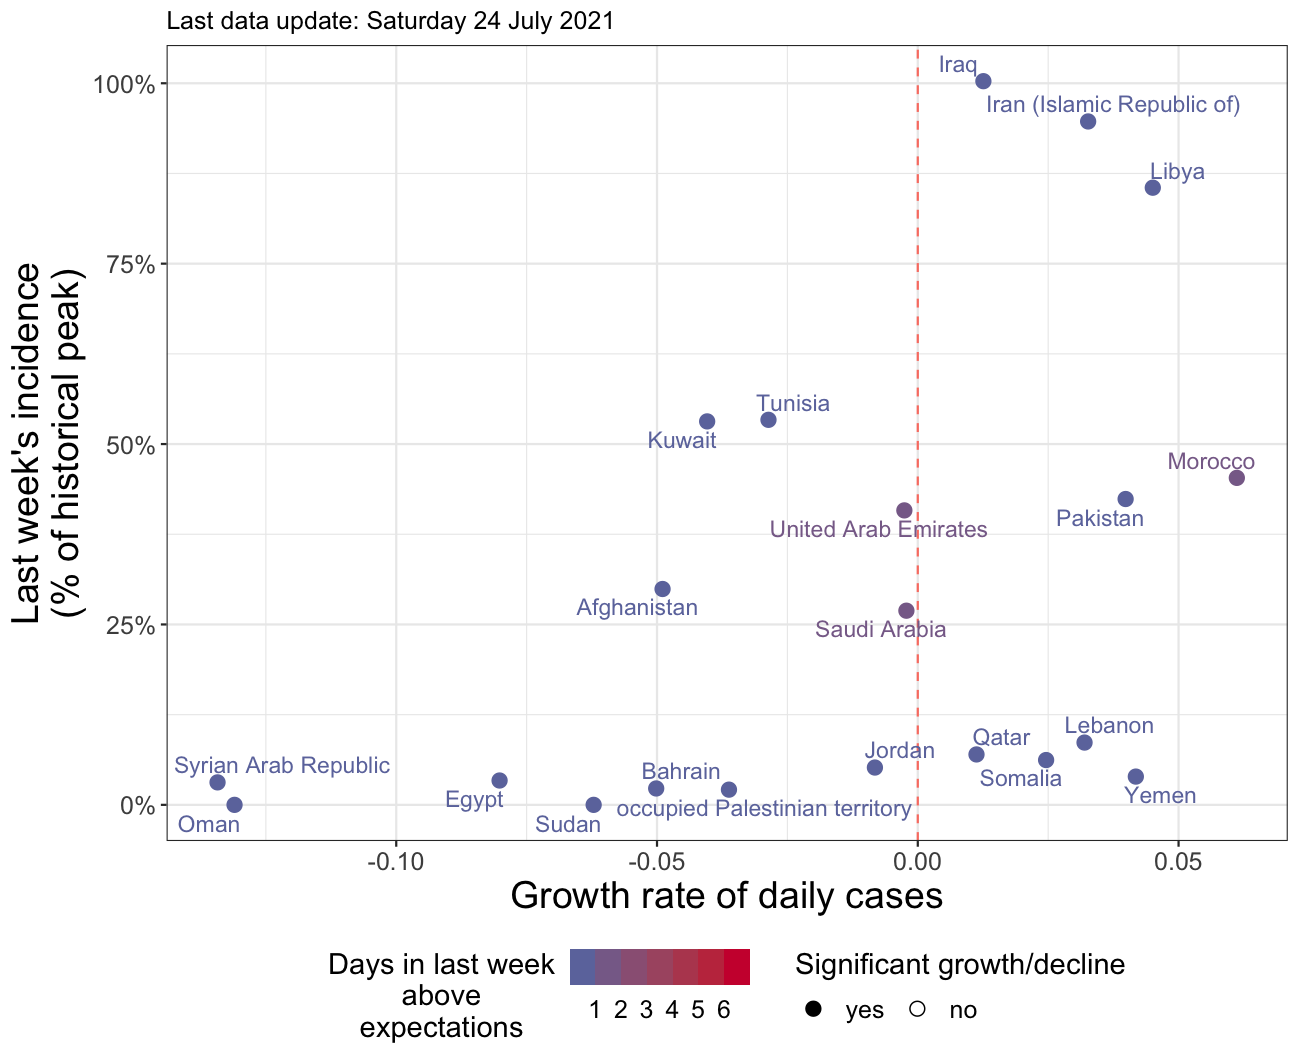 Last data update: Saturday 24 July 2021
Last week's incidence
(% of historical peak)
100%
75%
50%
25%
0%
Iraq
Iran (Islamic Republic of)
Libya
Tunisia
Kuwait
Morocco
Pakistan
United Arab Emirates
Afghanistan
Saudi Arabia
Lebanon
Qatar
Jordan
Syrian Arab Republic
Bahrain
Somalia
Egypt
Yemen
occupied Palestinian territory
Oman
Sudan
-0.10
-0.05
0.00
0.05
Growth rate of daily cases
Days in last week
above
expectations
1 2 3 4 5 6
Significant growth/decline
yes
no